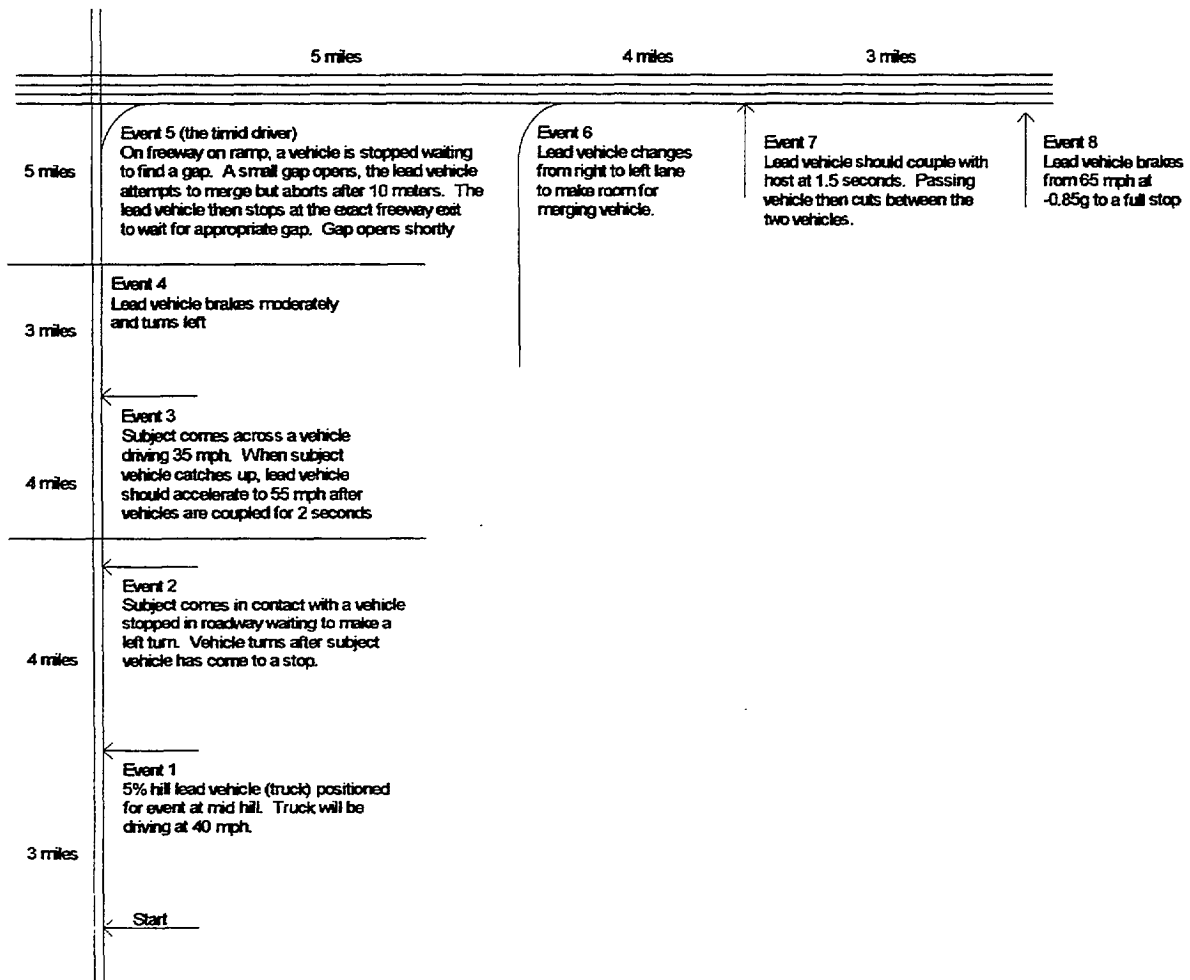 5 miles
4 miles
3 miles
Event 5 (the timid driver)
On freeway on ramp, a vehicle is stopped waiting
to find a gap. A small gap opens, the lead vehicle
attempts to merge but aborts after 10 meters. The
lead vehicle then stops at the exact freeway exit
to wait for appropriate gap. Gap opens shortly
Event 6
Lead vehicle changes
from right to left lane
to make room for
merging vehicle.
Event 7
Lead vehicle should couple with
host at 1.5 seconds. Passing
vehicle then cuts between the
two vehicles.
Event 8
Lead vehicle brakes
from 65 mph at
-0.85g to a full stop
5 miles
Event 4
Lead vehicle brakes moderately
and turns left
3 miles
Event 3
Subject comes across a vehicle
driving 35 mph. When subject
vehicle catches up, lead vehicle
should accelerate to 55 mph after
vehicles are coupled for 2 seconds
4 miles
Event 2
Subject comes in contact with a vehicle
stopped in roadway waiting to make a
left turn. Vehicle turns after subject
vehicle has come to a stop.
4 miles
Event 1
5% hill lead vehicle (truck) positioned
for event at mid hill. Truck will be
driving at 40 mph.
3 miles
Start